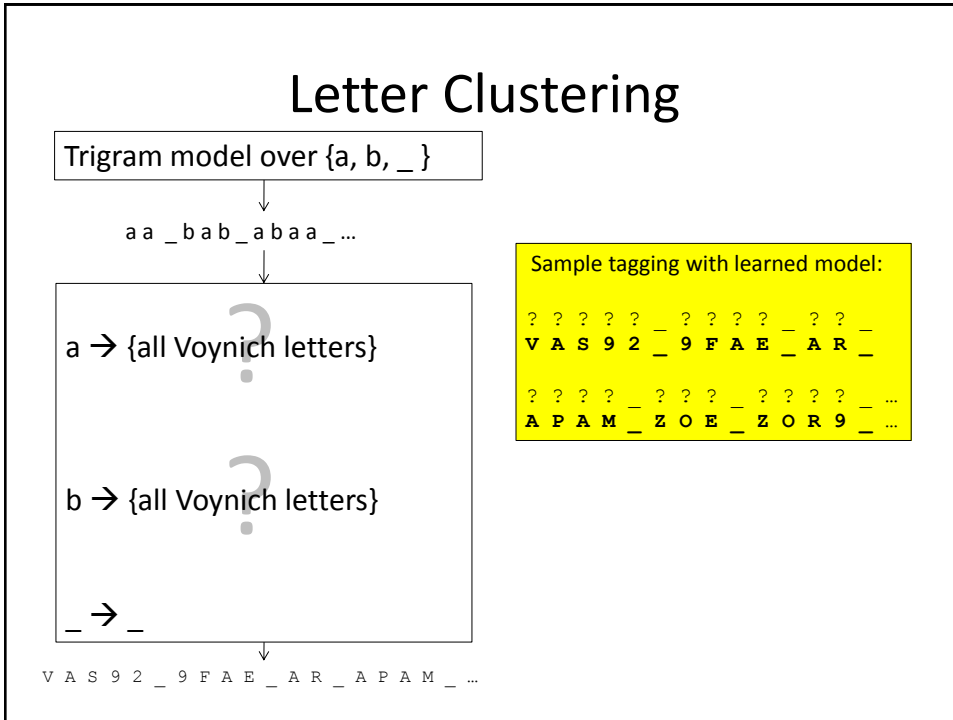 Letter Clustering
Trigram model over {a, b, _ }
a a _ b a b _ a b a a _ …
?
a → {all Voynich letters}
?
b → {all Voynich letters}
_ → _
V A S 9 2 _ 9 F A E _ A R _ A P A M _ …
Sample tagging with learned model:
? ? ? ? ? _ ? ? ? ? _ ? ? _
V A S 9 2 _ 9 F A E _ A R _
? ? ? ? _ ? ? ? _ ? ? ? ? _ …
A P A M _ Z O E _ Z O R 9 _ …